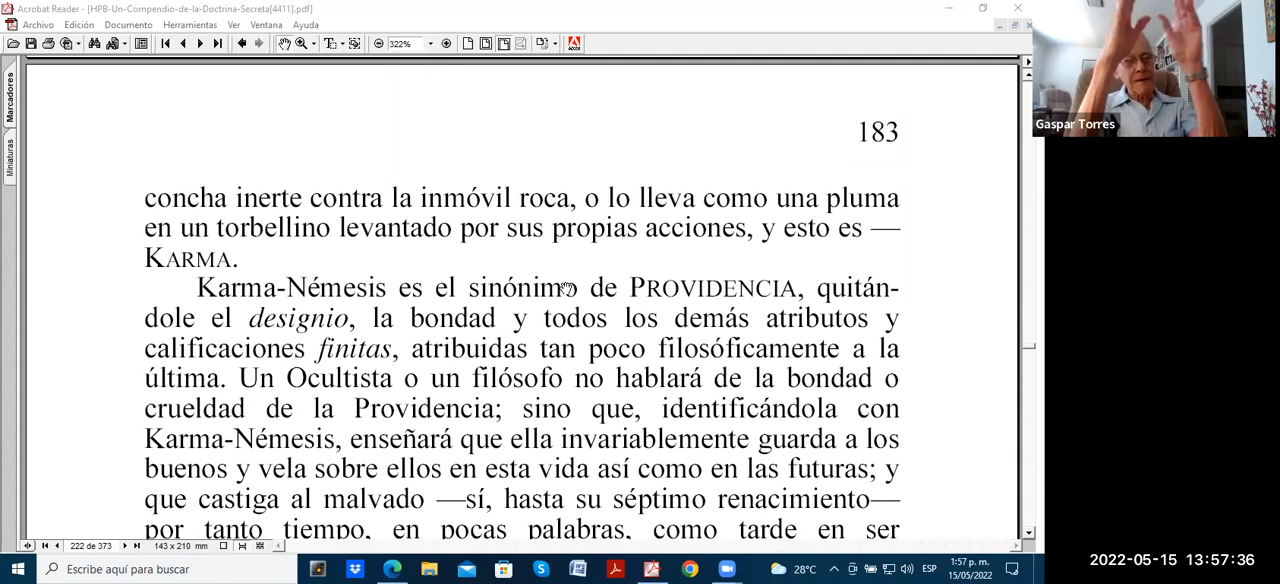 Acrobat Reader - [HPB-Un-Compendio-de-la-Doctrina-Secreta[4411].pdf]
Archivo Edición Documento Herramientas Ver Ventana Ayuda
322%
Marcadores
Miniaturas
Gaspar Torres
183
concha inerte contra la inmóvil roca, o lo lleva como una pluma
en un torbellino levantado por sus propias acciones, y esto es —
KARMA.
Karma-Némesis es el sinónimo de PROVIDENCIA, quitán-
dole el designio, la bondad y todos los demás atributos y
calificaciones finitas, atribuidas tan poco filosóficamente a la
última. Un Ocultista o un filósofo no hablará de la bondad o
crueldad de la Providencia; sino que, identificándola con
Karma-Némesis, enseñará que ella invariablemente guarda a los
buenos y vela sobre ellos en esta vida así como en las futuras; y
que castiga al malvado —sí, hasta su séptimo renacimiento—
por tanto tiempo, en pocas palabras, como tarde en ser
222 de 373 143 x 210 mm
Escribe aquí para buscar
28°C
ESP
1:57 p. m.
15/05/2022
2022-05-15 13:57:36